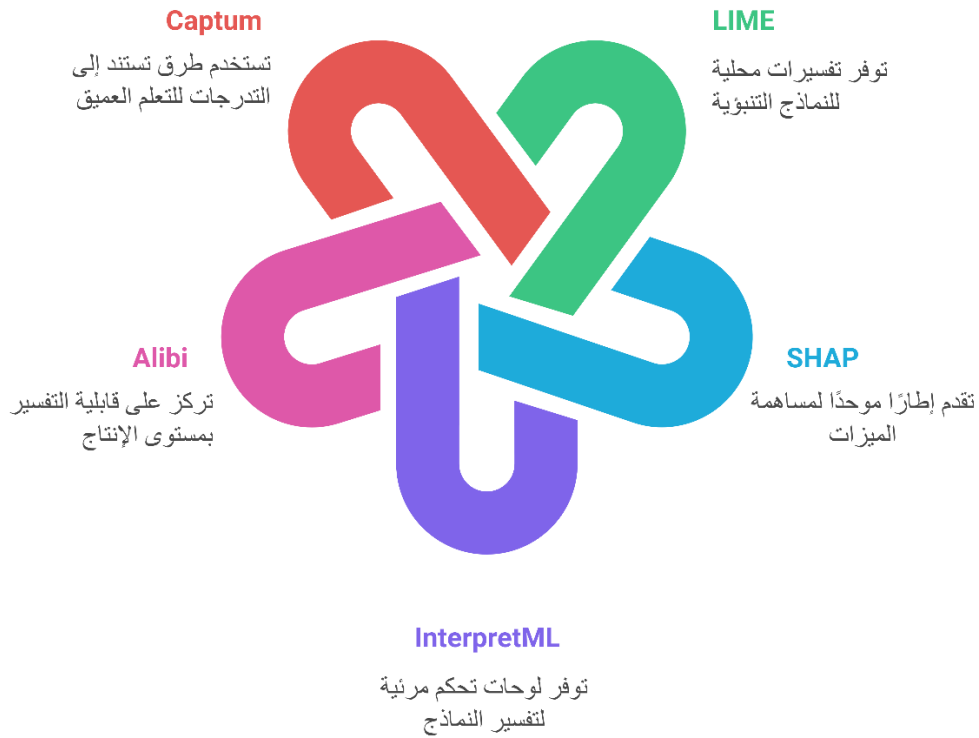 Captum
تستخدم طرق تستند إلى
التدرجات للتعلم العميق
LIME
توفر تفسيرات محلية
للنماذج التنبؤية
Alibi
تركز على قابلية التفسير
بمستوى الإنتاج
SHAP
تقدم إطارًا موحدًا لمساهمة
الميزات
InterpretML
توفر لوحات تحكم مرئية
لتفسير النماذج